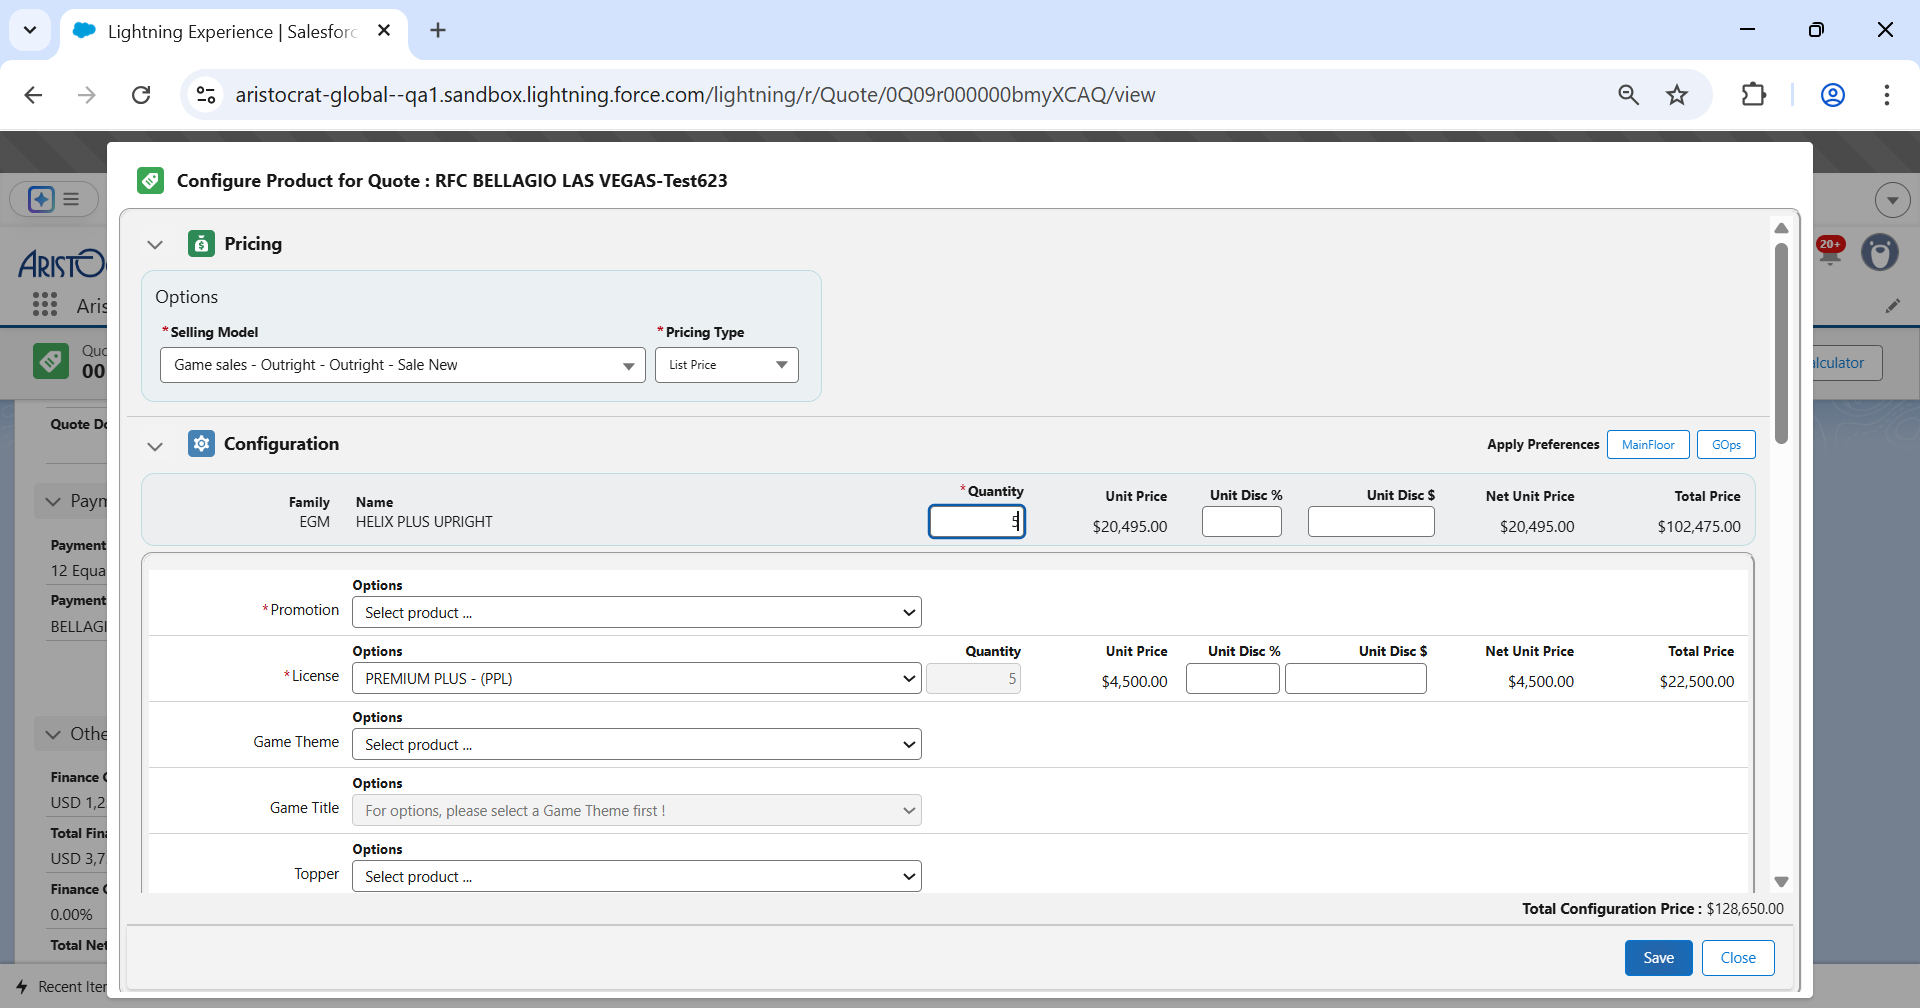 Lightning Experience | Salesforc
aristocrat-global--qa1.sandbox.lightning.force.com/lightning/r/Quote/0Q09r000000bmyXCAQ/view
Configure Product for Quote : RFC BELLAGIO LAS VEGAS-Test623
Pricing
Options
*Selling Model
*Pricing Type
Game sales - Outright - Outright - Sale New
List Price
Configuration
Apply Preferences
MainFloor
GOps
Family
Name
*Quantity
Unit Price
Unit Disc %
Unit Disc $
Net Unit Price
Total Price
EGM
HELIX PLUS UPRIGHT
5
$20,495.00
$20,495.00
$102,475.00
Options
*Promotion
Select product ...
Options
Quantity
Unit Price
Unit Disc %
Unit Disc $
Net Unit Price
Total Price
*License
PREMIUM PLUS - (PPL)
5
$4,500.00
$4,500.00
$22,500.00
Options
Game Theme
Select product ...
Options
Game Title
For options, please select a Game Theme first !
Options
Topper
Select product ...
Total Configuration Price : $128,650.00
Save
Close
ARISTO
Aris
Quo
00
Quote Do
Paym
Payment
12 Equa
Payment
BELLAGI
Othe
Finance C
USD 1,2
Total Fina
USD 3,7
Finance C
0.00%
Total Net
Recent Iter
20+
alculator